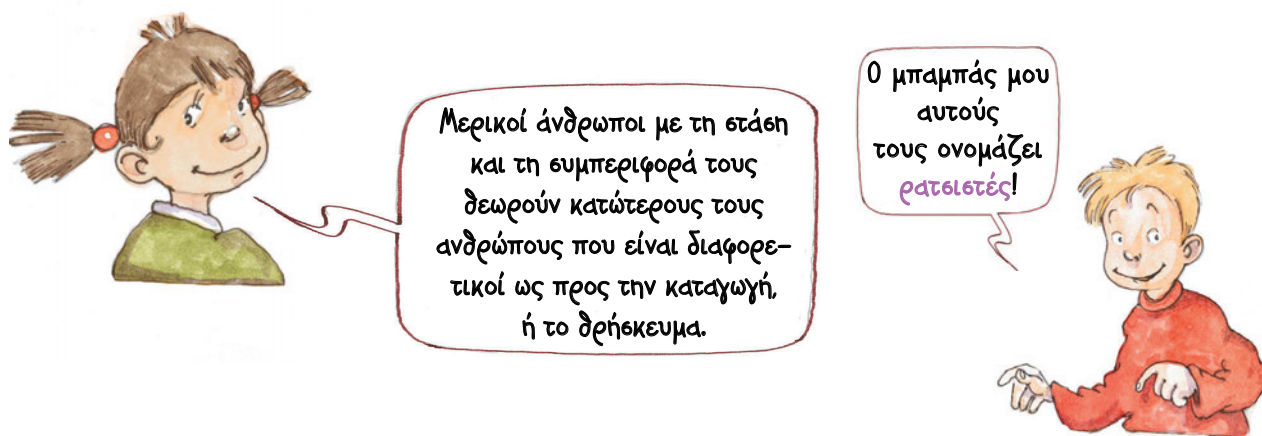 Μερικοί άνθρωποι με τη στάση
και τη συμπεριφορά τους
θεωρούν κατώτερους τους
ανθρώπους που είναι διαφορε-
τικοί ως προς την καταγωγή,
ή το θρήσκευμα.
Ο μπαμπάς μου
αυτούς
τους ονομάζει
ρατσιστές!